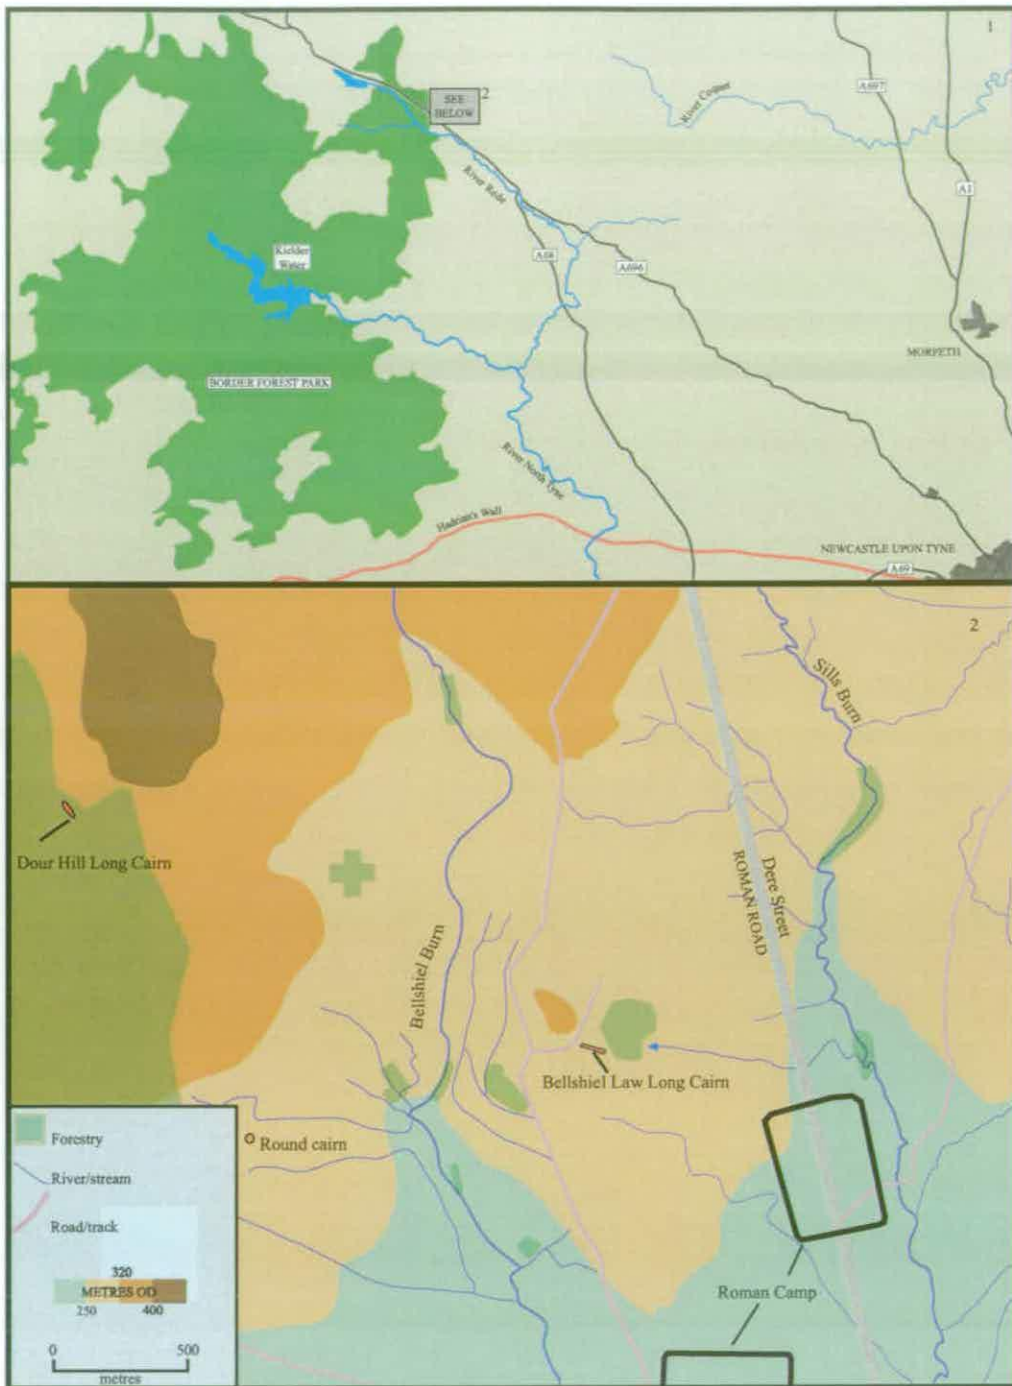 1
A697
River Coquet
SEE
BELOW
2
A1
River Rede
A68
A696
Kielder
Water
MORPETH
BORDER FOREST PARK
River North Tyne
Hadrian's Wall
NEWCASTLE UPON TYNE
A69
2
Sills Burn
Dour Hill Long Cairn
Dere Street
ROMAN ROAD
Bellshiel Burn
Bellshiel Law Long Cairn
Forestry
Round cairn
River/stream
Road/track
320
METRES OD
250
400
Roman Camp
0
500
metres